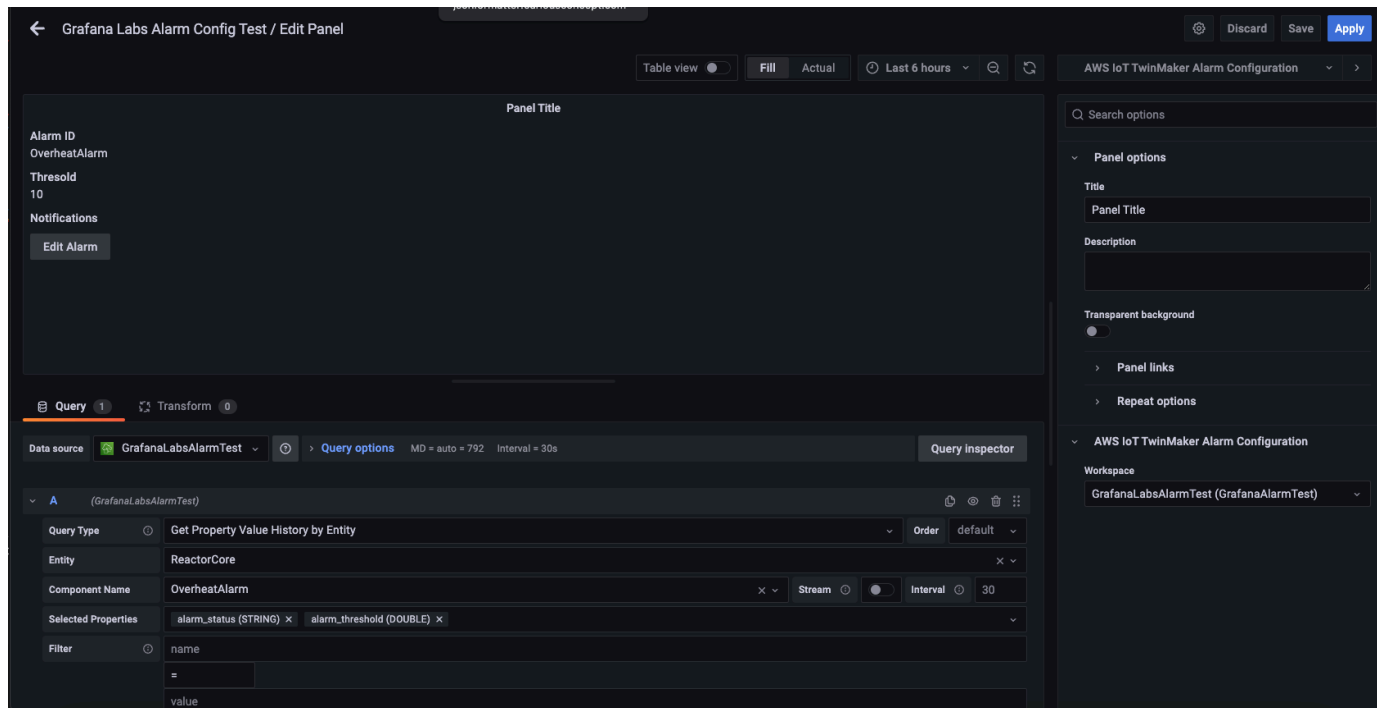 Grafana Labs Alarm Config Test / Edit Panel
Discard Save Apply
Table view Fill Actual Last 6 hours AWS IoT TwinMaker Alarm Configuration
Panel Title
Search options
Alarm ID
OverheatAlarm
Thresold
10
Notifications
Edit Alarm
Panel options
Title
Panel Title
Description
Transparent background
Panel links
Repeat options
AWS IoT TwinMaker Alarm Configuration
Workspace
GrafanaLabsAlarmTest (GrafanaAlarmTest)
Query 1 Transform 0
Data source GrafanaLabsAlarmTest Query options MD = auto = 792 Interval = 30s Query inspector
A (GrafanaLabsAlarmTest)
Query Type Get Property Value History by Entity Order default
Entity ReactorCore
Component Name OverheatAlarm Stream Interval 30
Selected Properties alarm_status (STRING) × alarm_threshold (DOUBLE) ×
Filter name
=
value